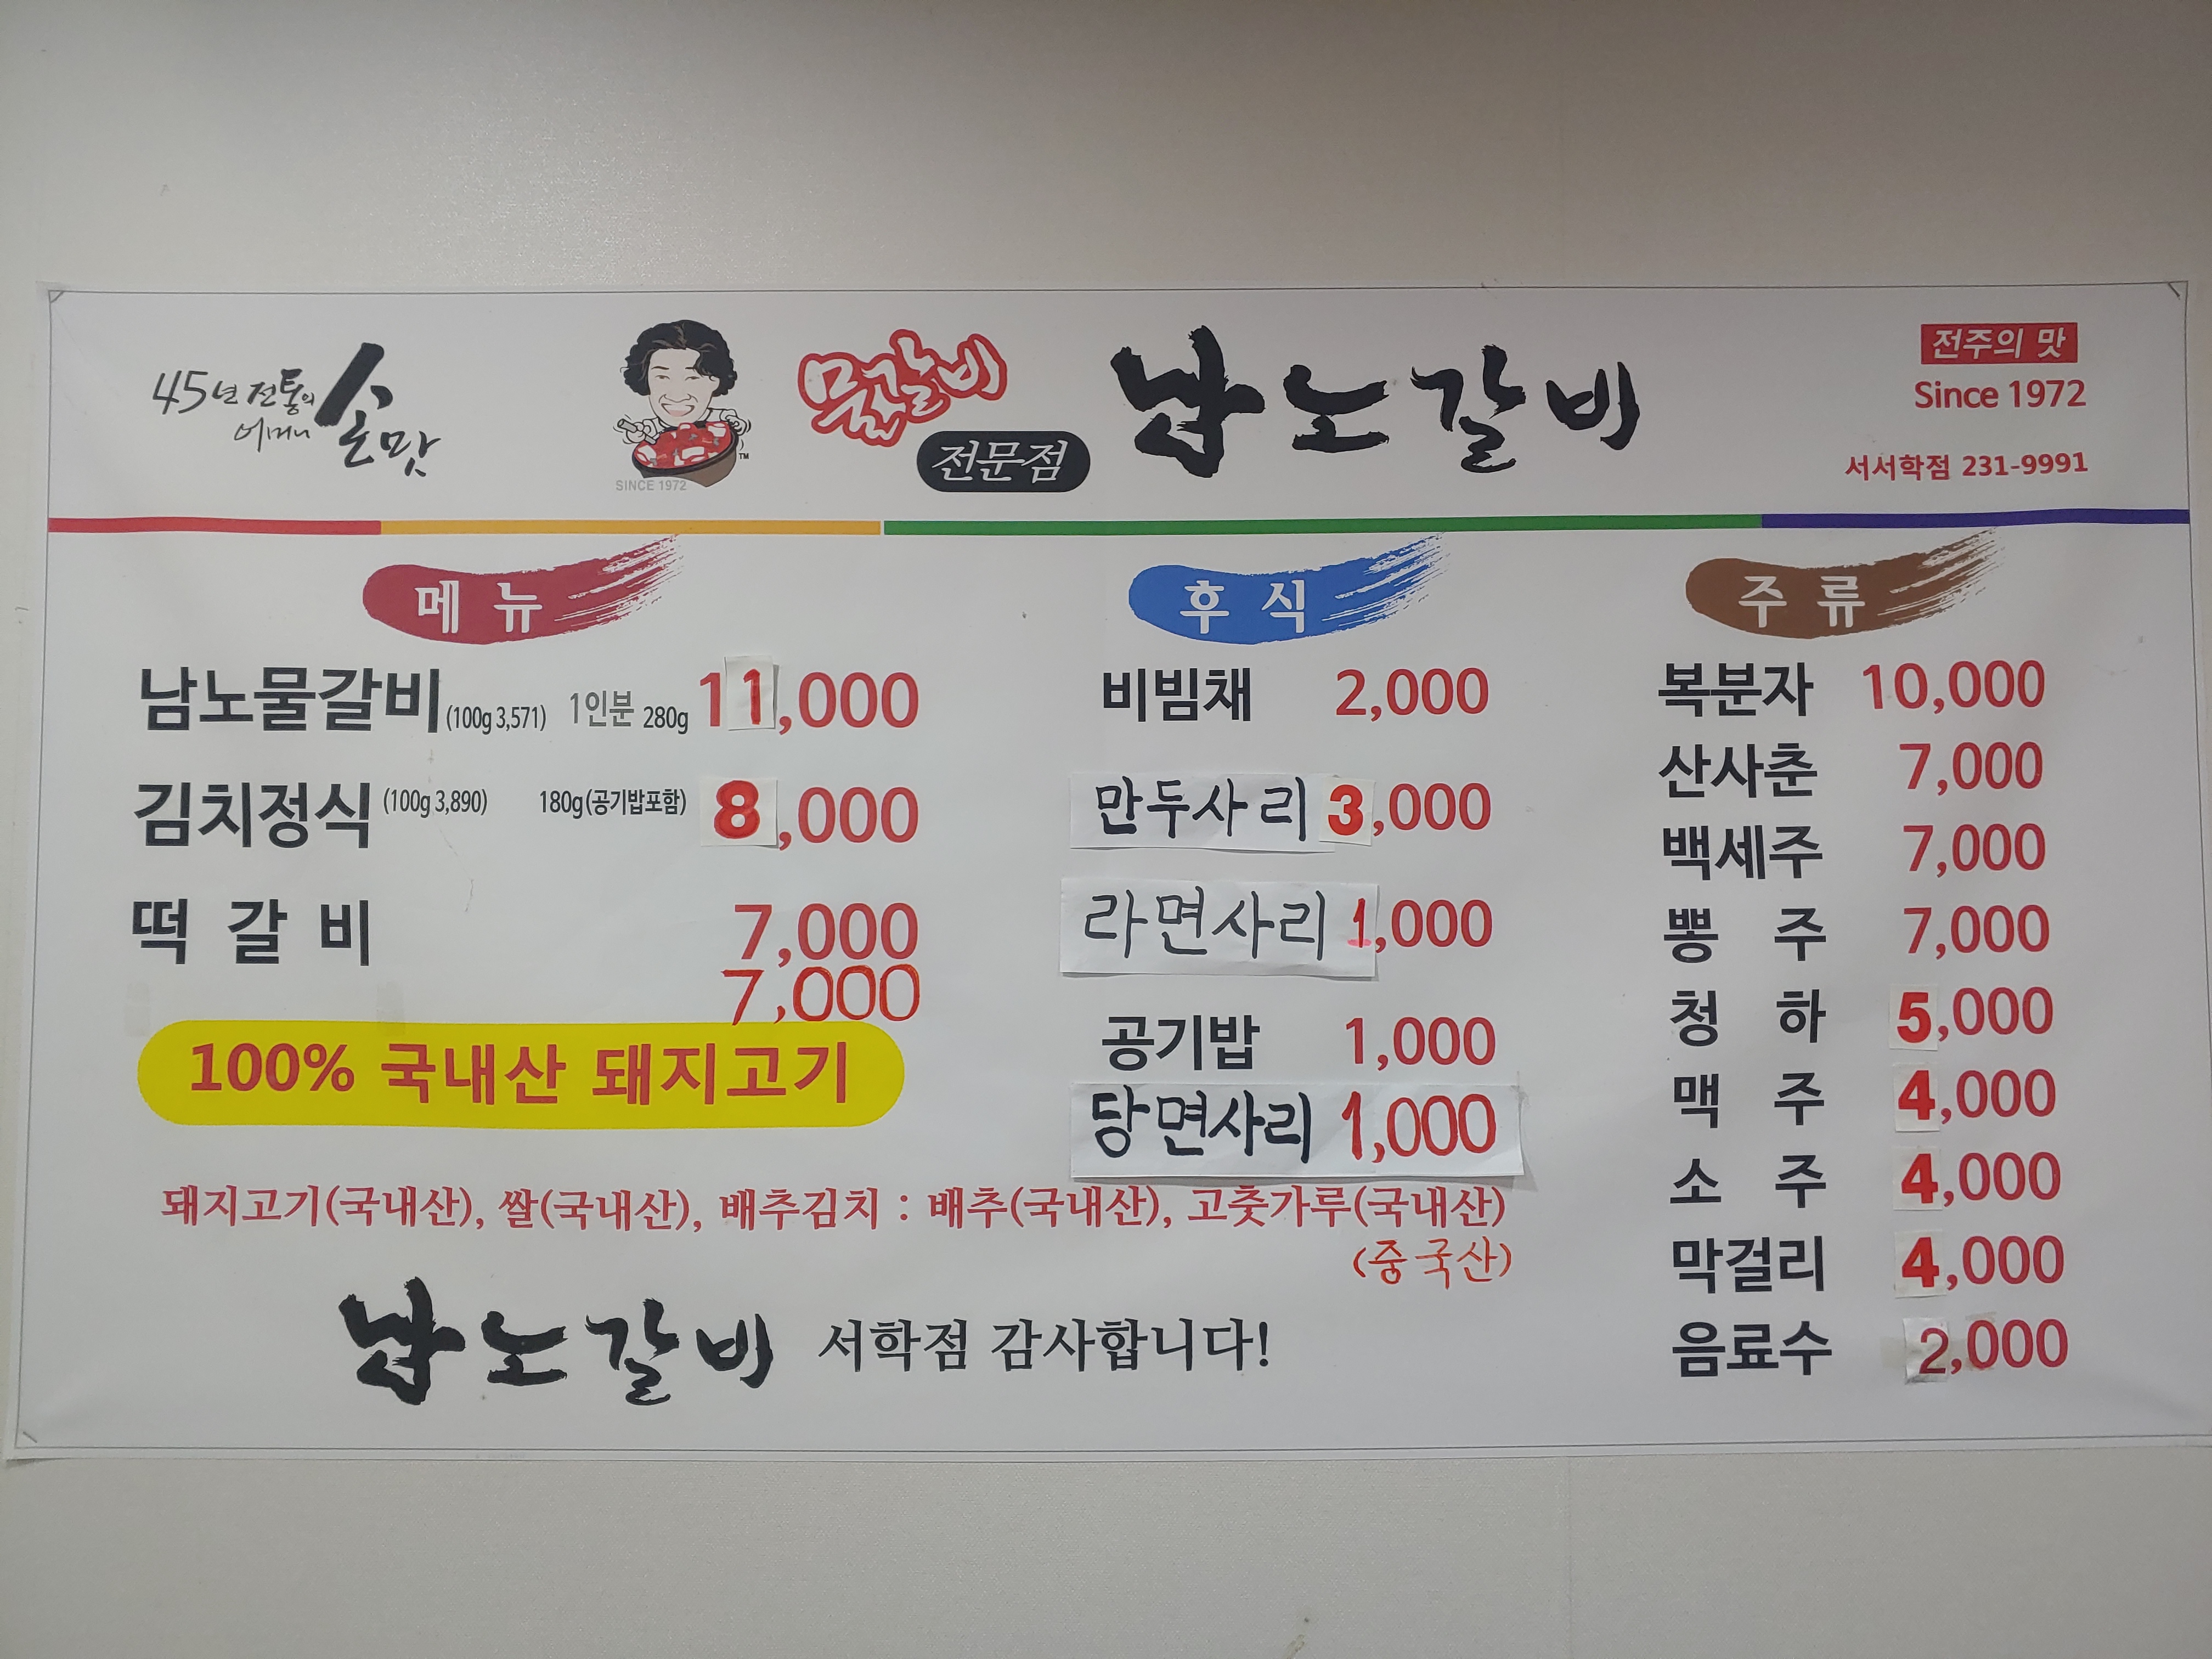 45년 전통의
어머니 손맛
SINCE 1972
TM
물갈비
전문점
남노갈비
전주의 맛
Since 1972
서서학점 231-9991
메뉴
남노물갈비 (100g 3,571) 1인분 280g 11,000
김치정식 (100g 3,890) 180g(공기밥포함) 8,000
떡 갈 비 7,000
7,000
100% 국내산 돼지고기
후식
비빔채 2,000
만두사리 3,000
라면사리 1,000
공기밥 1,000
당면사리 1,000
주류
복분자 10,000
산사춘 7,000
백세주 7,000
뽕 주 7,000
청 하 5,000
맥 주 4,000
소 주 4,000
막걸리 4,000
음료수 2,000
돼지고기(국내산), 쌀(국내산), 배추김치 : 배추(국내산), 고춧가루(국내산)
(중국산)
남노갈비 서학점 감사합니다!